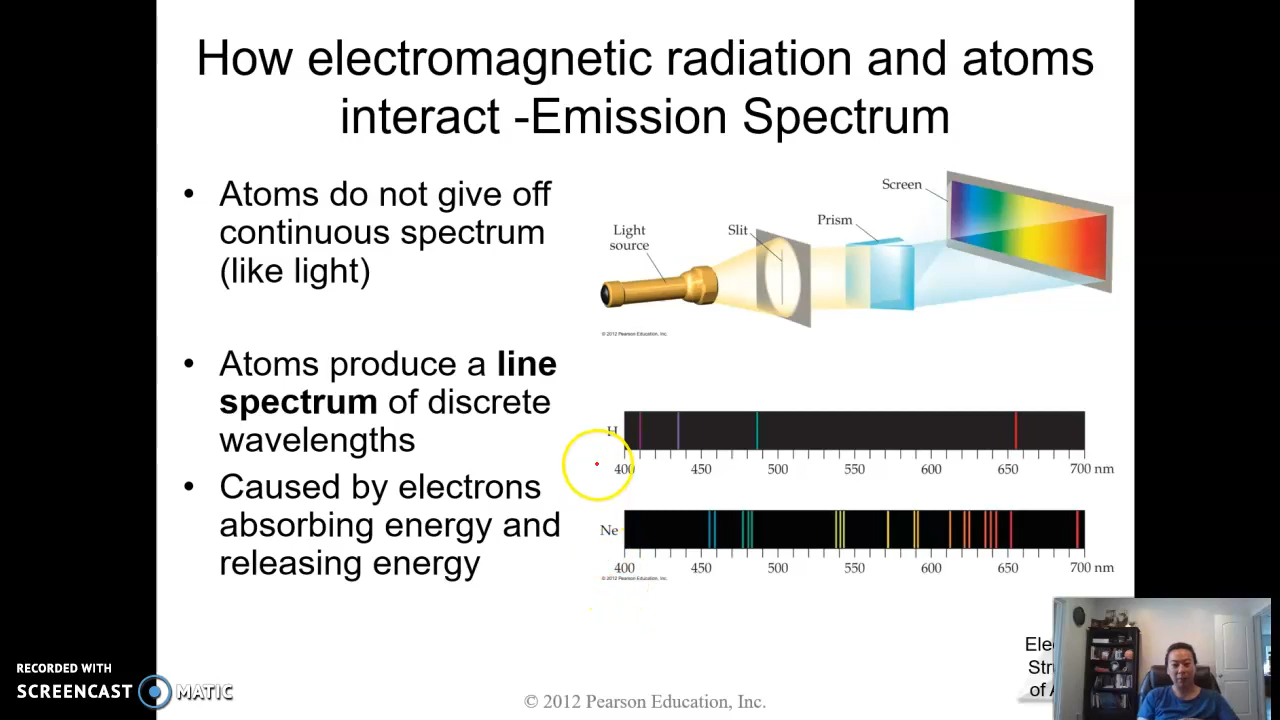 How electromagnetic radiation and atoms
interact -Emission Spectrum
• Atoms do not give off
continuous spectrum
(like light)
• Atoms produce a line
spectrum of discrete
wavelengths
• Caused by electrons
absorbing energy and
releasing energy
Screen
Prism
Slit
Light
source
© 2012 Pearson Education, Inc.
H
400 450 500 550 600 650 700 nm
Ne
400 450 500 550 600 650 700 nm
© 2012 Pearson Education, Inc.
of
RECORDED WITH
SCREENCAST MATIC
© 2012 Pearson Education, Inc.